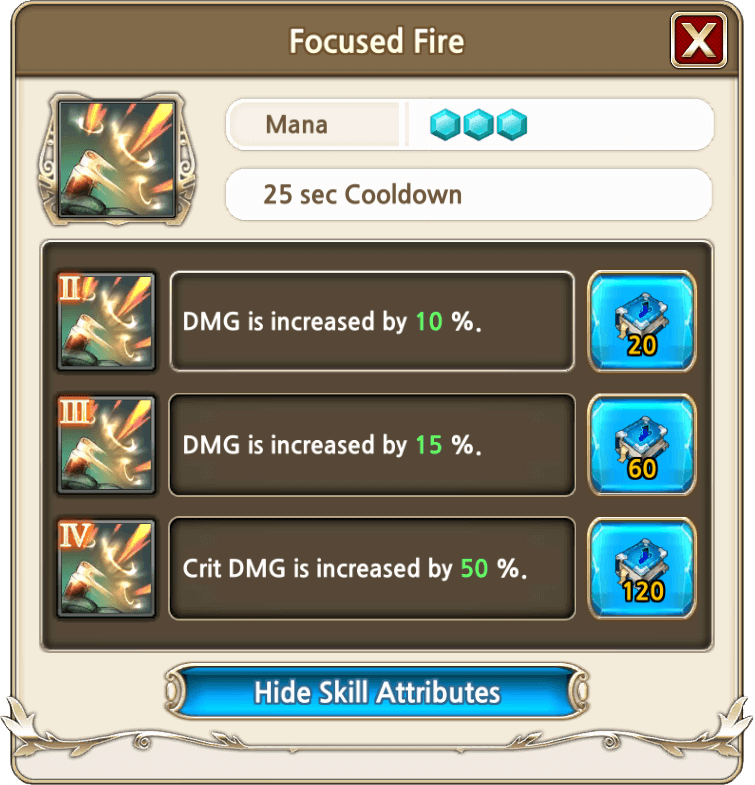 Focused Fire
X
Mana
25 sec Cooldown
II
DMG is increased by 10 %.
20
III
DMG is increased by 15 %.
60
IV
Crit DMG is increased by 50 %.
120
Hide Skill Attributes